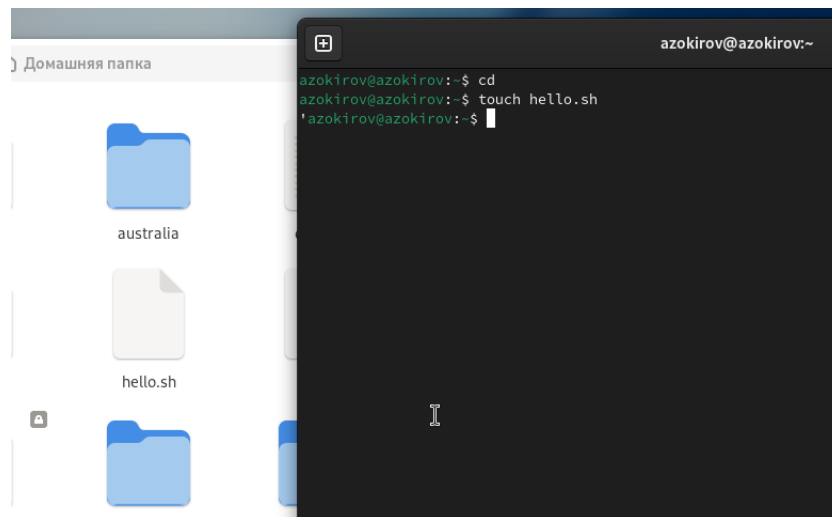 Домашняя папка
australia
hello.sh
azokirov@azokirov:~
azokirov@azokirov:~$ cd
azokirov@azokirov:~$ touch hello.sh
'azokirov@azokirov:~$